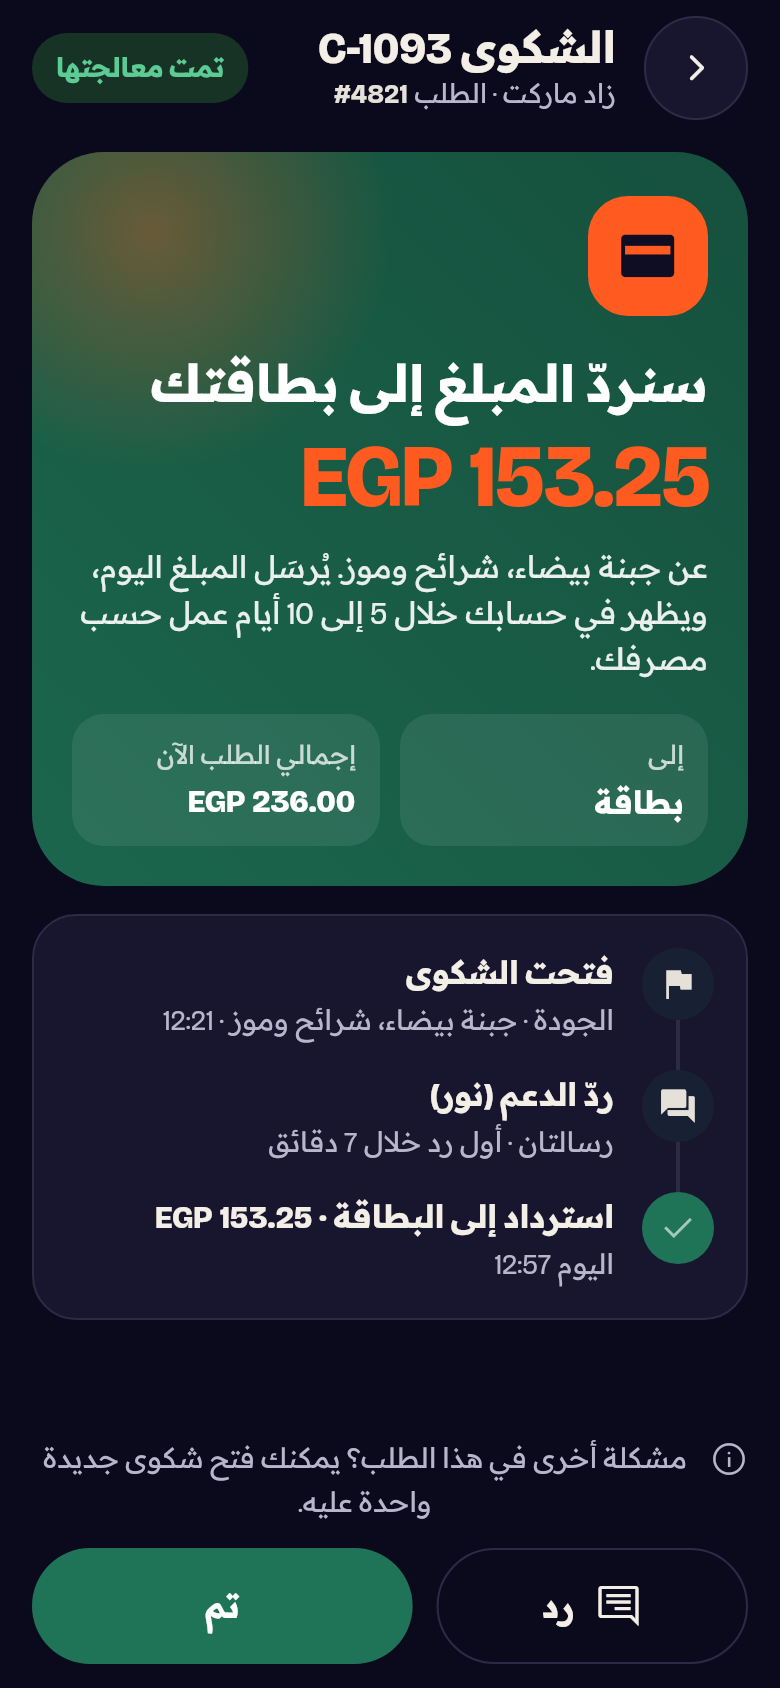 الشكوى C-1093
زاد ماركت · الطلب #4821
تمت معالجتها
سنردّ المبلغ إلى بطاقتك
EGP 153.25
عن جبنة بيضاء، شرائح وموز. يُرسَل المبلغ اليوم،
ويظهر في حسابك خلال 5 إلى 10 أيام عمل حسب
مصرفك.
إلى
بطاقة
إجمالي الطلب الآن
EGP 236.00
فتحت الشكوى
الجودة · جبنة بيضاء، شرائح وموز · 12:21
ردّ الدعم (نور)
رسالتان · أول رد خلال 7 دقائق
استرداد إلى البطاقة · EGP 153.25
اليوم 12:57
مشكلة أخرى في هذا الطلب؟ يمكنك فتح شكوى جديدة
واحدة عليه.
رد
تم